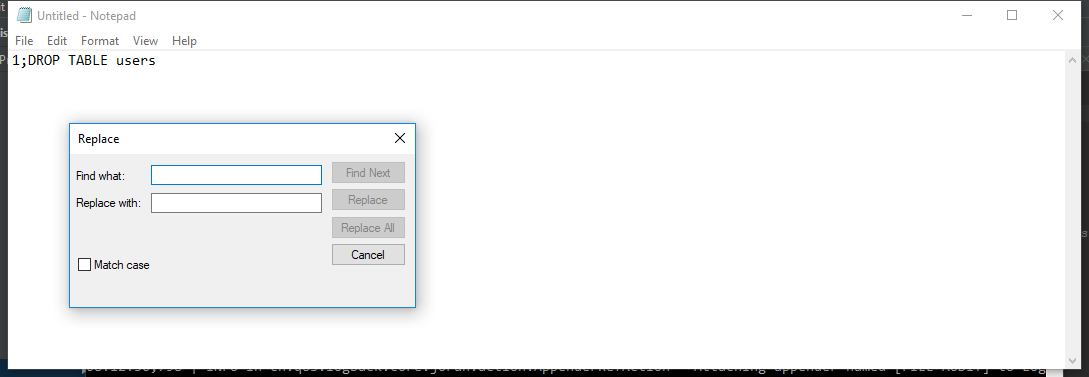 Untitled - Notepad
File Edit Format View Help
1;DROP TABLE users
Replace
Find what:
Find Next
Replace with:
Replace
Replace All
Cancel
Match case